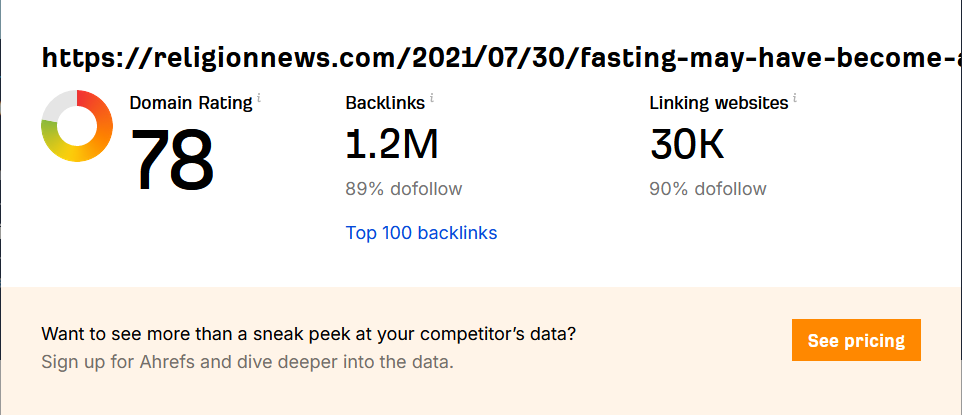 https://religionnews.com/2021/07/30/fasting-may-have-become-a
Domain Rating i
78
Backlinks i
1.2M
89% dofollow
Top 100 backlinks
Linking websites i
30K
90% dofollow
Want to see more than a sneak peek at your competitor’s data?
Sign up for Ahrefs and dive deeper into the data.
See pricing